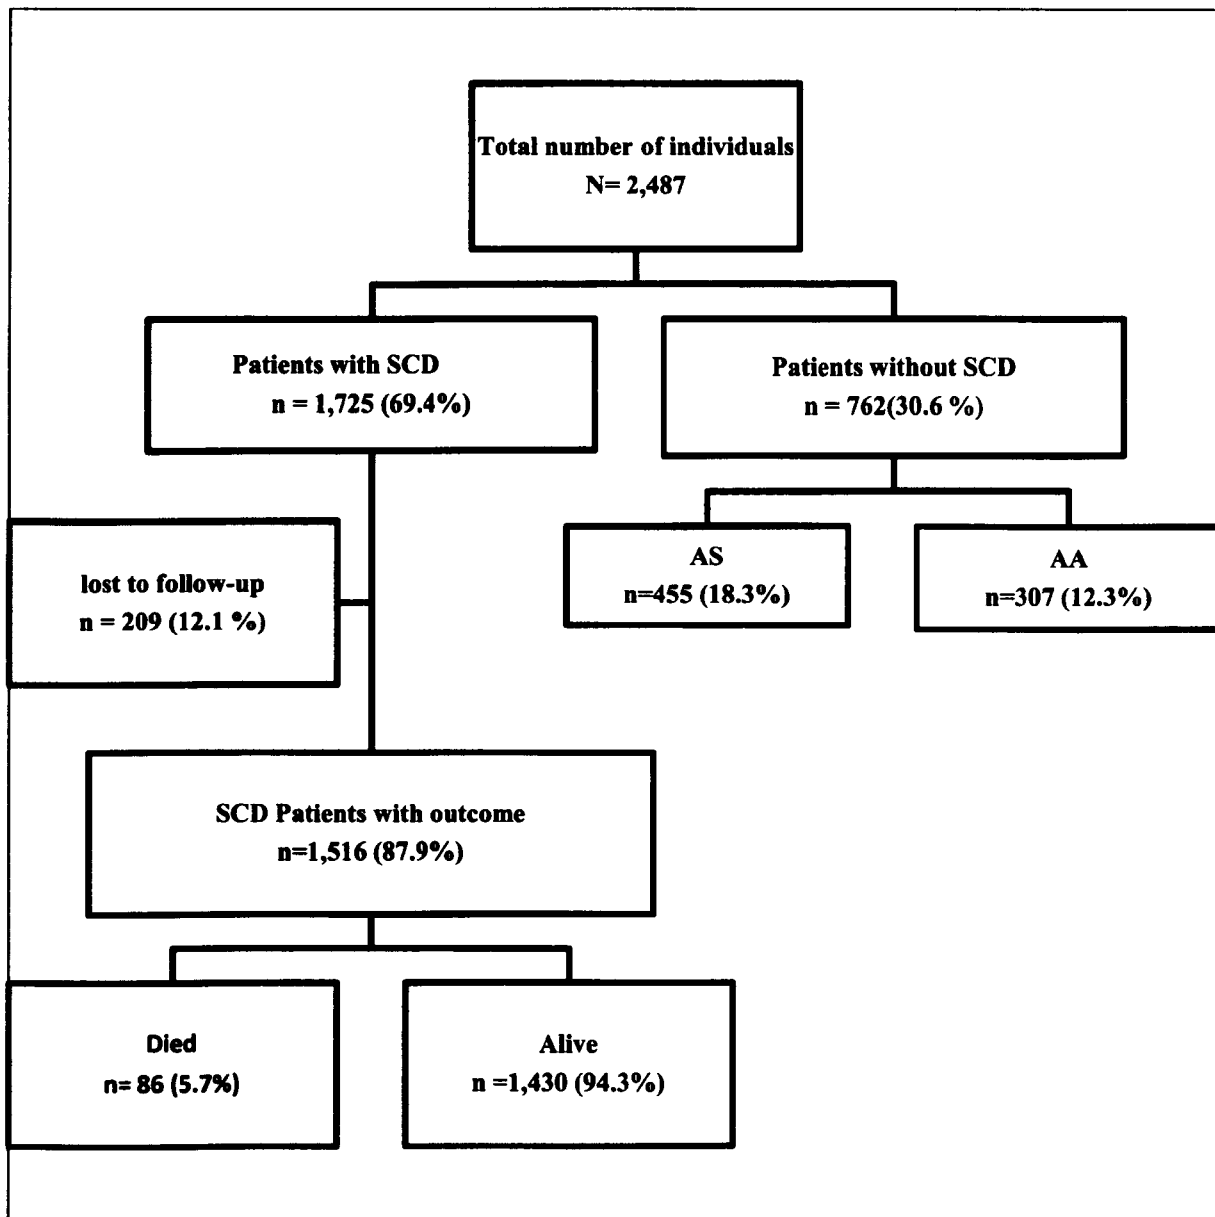 Total number of individuals
N= 2,487
Patients with SCD
n = 1,725 (69.4%)
Patients without SCD
n = 762(30.6 %)
AS
n=455 (18.3%)
AA
n=307 (12.3%)
lost to follow-up
n = 209 (12.1 %)
SCD Patients with outcome
n=1,516 (87.9%)
Died
n= 86 (5.7%)
Alive
n =1,430 (94.3%)